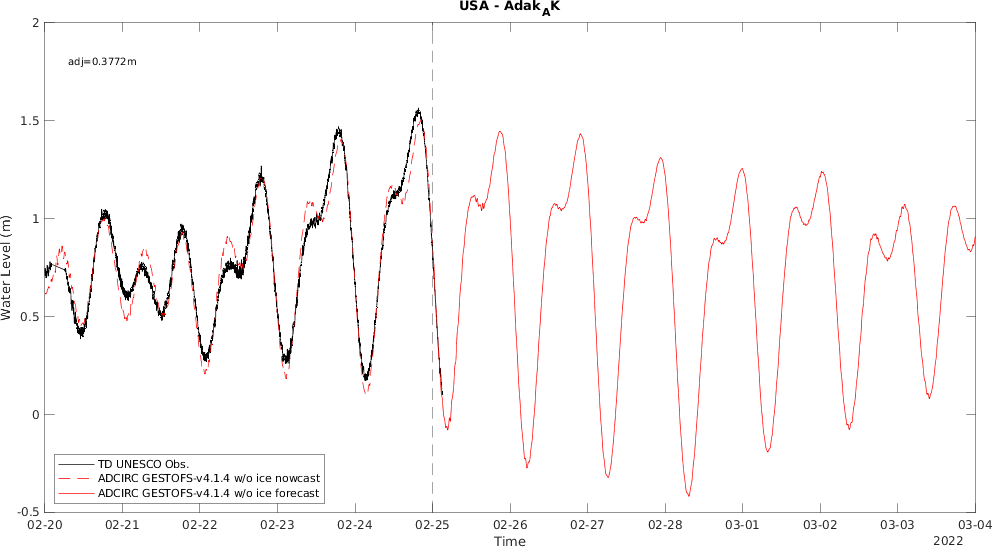 USA - Adak_AK
adj=0.3772m
2
1.5
1
0.5
0
-0.5
Water Level (m)
TD UNESCO Obs.
ADCIRC GESTOFS-v4.1.4 w/o ice nowcast
ADCIRC GESTOFS-v4.1.4 w/o ice forecast
02-20 02-21 02-22 02-23 02-24 02-25 02-26 02-27 02-28 03-01 03-02 03-03 03-04
Time
2022